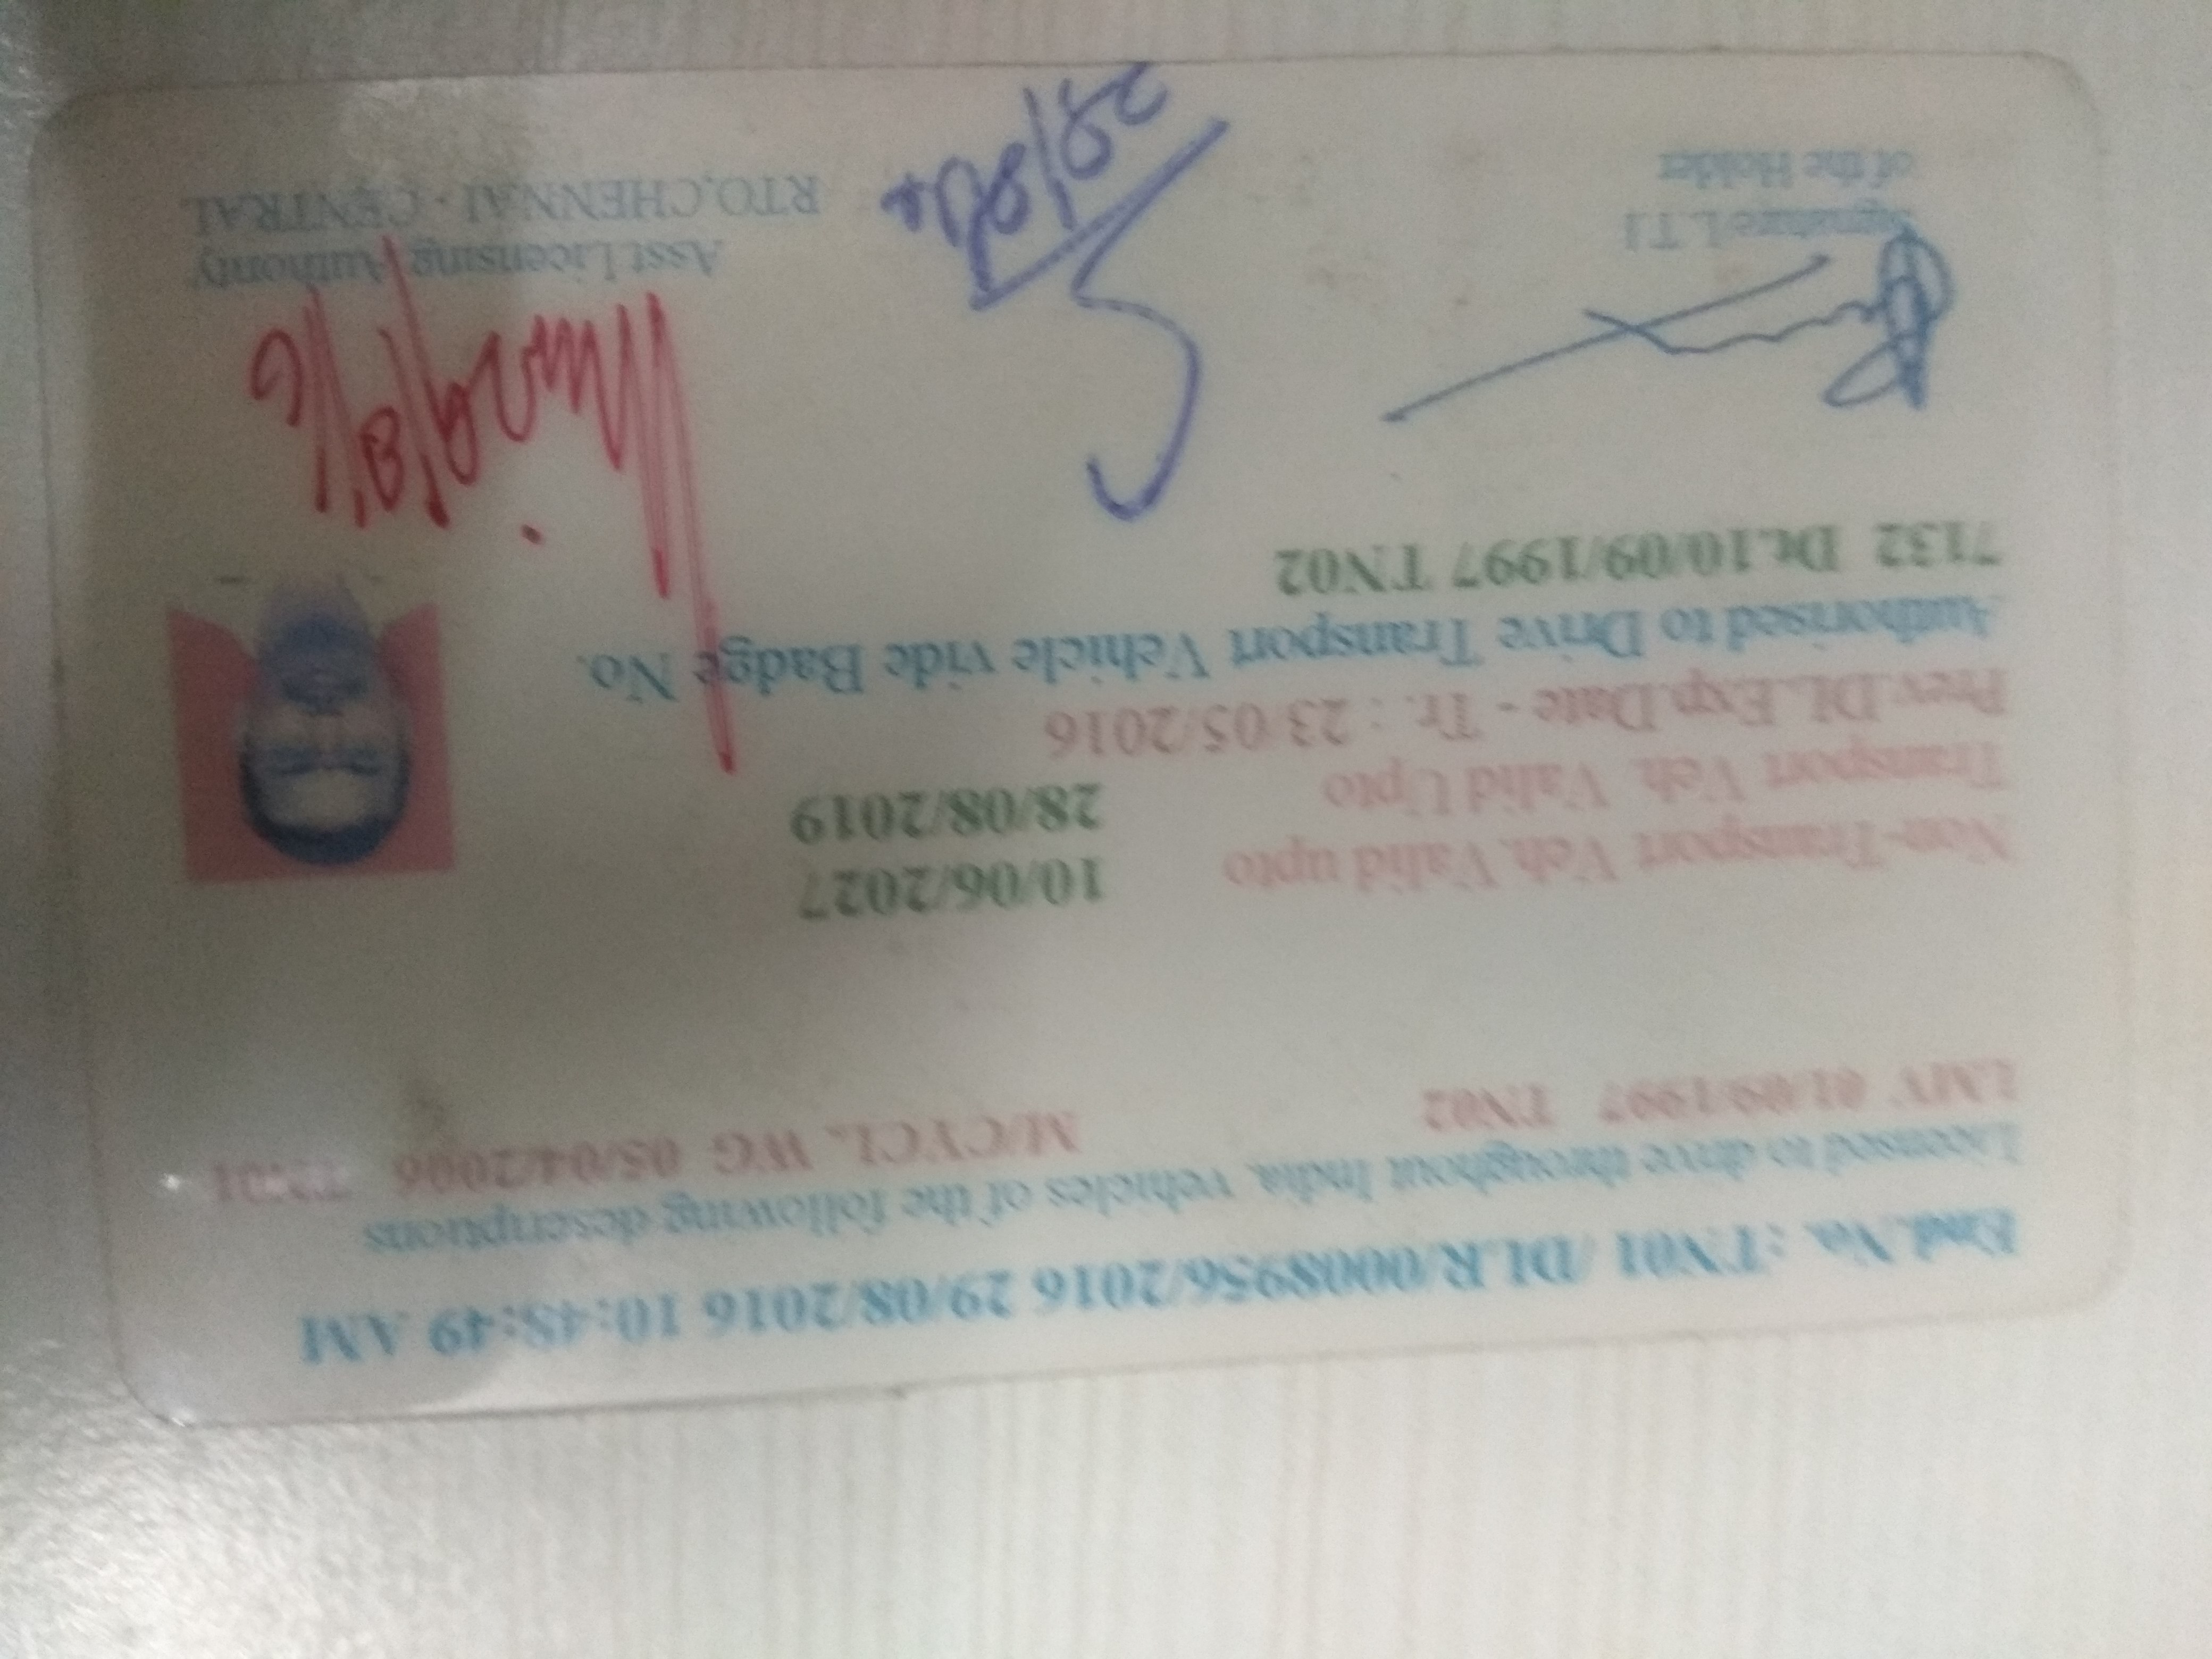 End.No. :TN01 /DLR/0008956/2016 29/08/2016 10:48:49 AM
Licensed to drive throughout India, vehicles of the following descriptions
LMV 01/09/1997 TN02 M/CYCL. WG 05/04/2006 TN01
Non-Transport Veh.Valid upto 10/06/2027
Transport Veh. Valid Upto 28/08/2019
Prev.DL.Exp.Date - Tr. : 23/05/2016
Authorised to Drive Transport Vehicle vide Badge No.
7132 Dt.10/09/1997 TN02
Signature/L.T.I
of the Holder
Asst.Licensing Authority
RTO,CHENNAI - CENTRAL